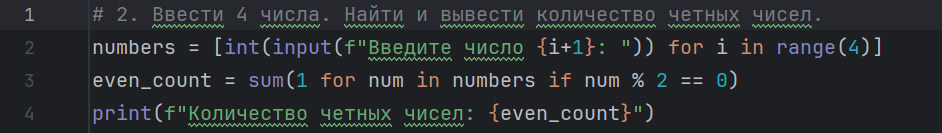 1 # 2. Ввести 4 числа. Найти и вывести количество четных чисел.
2 numbers = [int(input(f"Введите число {i+1}: ")) for i in range(4)]
3 even_count = sum(1 for num in numbers if num % 2 == 0)
4 print(f"Количество четных чисел: {even_count}")